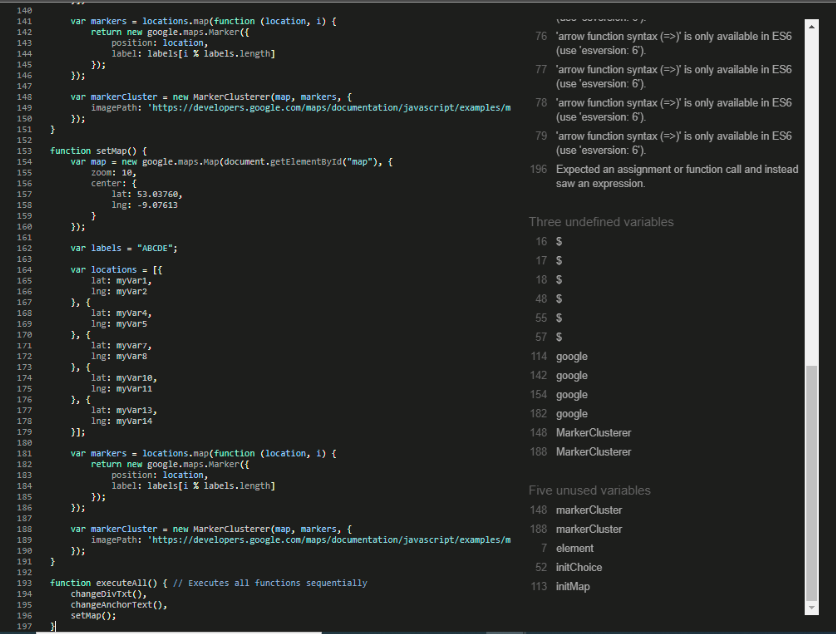 140
141 var markers = locations.map(function (location, i) {
142 return new google.maps.Marker({
143 position: location,
144 label: labels[i % labels.length]
145 });
146 });
147
148 var markerCluster = new MarkerClusterer(map, markers, {
149 imagePath: 'https://developers.google.com/maps/documentation/javascript/examples/m
150 });
151 }
152
153 function setMap() {
154 var map = new google.maps.Map(document.getElementById("map"), {
155 zoom: 10,
156 center: {
157 lat: 53.03760,
158 lng: -9.07613
159 }
160 });
161
162 var labels = "ABCDE";
163
164 var locations = [{
165 lat: myVar1,
166 lng: myVar2
167 }, {
168 lat: myVar4,
169 lng: myVar5
170 }, {
171 lat: myVar7,
172 lng: myVar8
173 }, {
174 lat: myVar10,
175 lng: myVar11
176 }, {
177 lat: myVar13,
178 lng: myVar14
179 }];
180
181 var markers = locations.map(function (location, i) {
182 return new google.maps.Marker({
183 position: location,
184 label: labels[i % labels.length]
185 });
186 });
187
188 var markerCluster = new MarkerClusterer(map, markers, {
189 imagePath: 'https://developers.google.com/maps/documentation/javascript/examples/m
190 });
191 }
192
193 function executeAll() { // Executes all functions sequentially
194 changeDivTxt(),
195 changeAnchorText(),
196 setMap();
197 }
76 'arrow function syntax (=>)' is only available in ES6
(use 'esversion: 6').
77 'arrow function syntax (=>)' is only available in ES6
(use 'esversion: 6').
78 'arrow function syntax (=>)' is only available in ES6
(use 'esversion: 6').
79 'arrow function syntax (=>)' is only available in ES6
(use 'esversion: 6').
196 Expected an assignment or function call and instead
saw an expression.
Three undefined variables
16 $
17 $
18 $
48 $
55 $
57 $
114 google
142 google
154 google
182 google
148 MarkerClusterer
188 MarkerClusterer
Five unused variables
148 markerCluster
188 markerCluster
7 element
52 initChoice
113 initMap